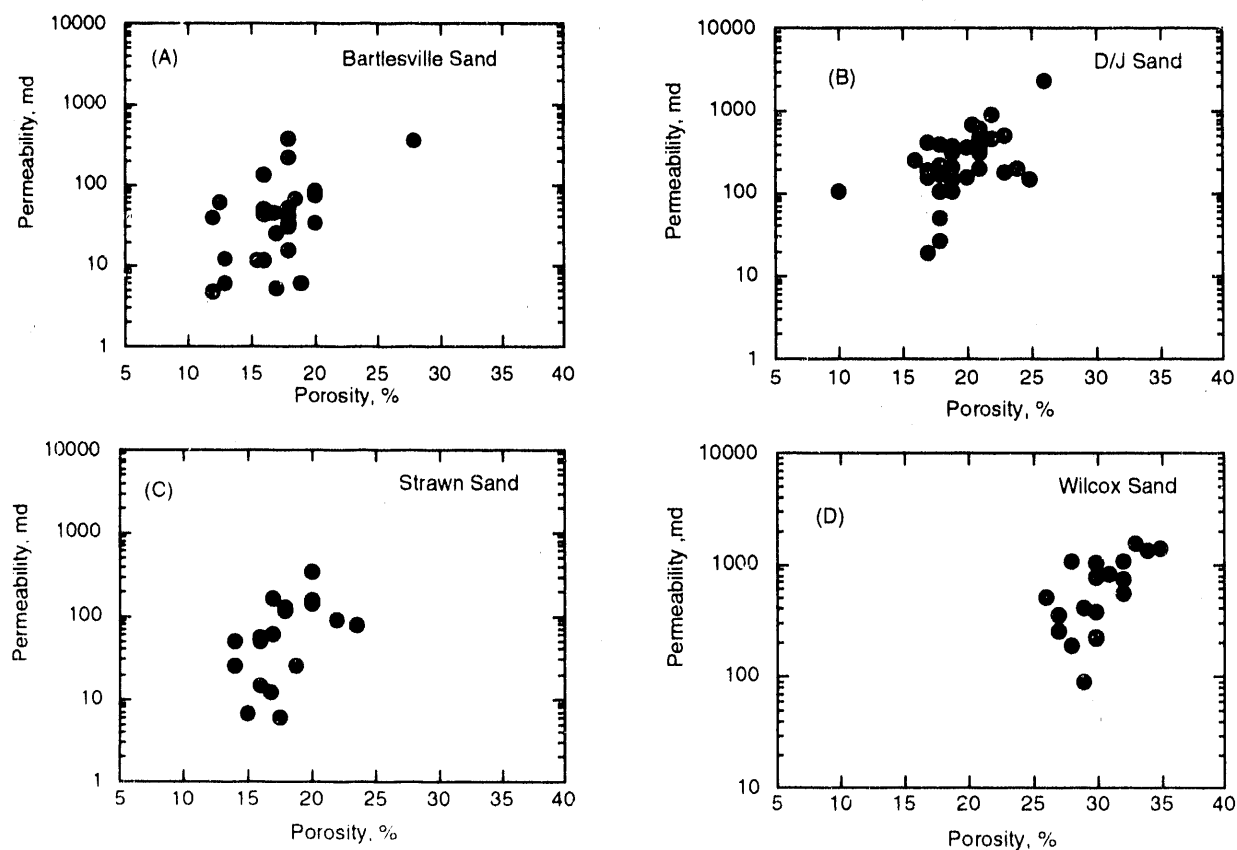 (A)
Bartlesville Sand
Permeability, md
10000
1000
100
10
1
5 10 15 20 25 30 35 40
Porosity, %
(B)
D/J Sand
Permeability, md
10000
1000
100
10
1
5 10 15 20 25 30 35 40
Porosity, %
(C)
Strawn Sand
Permeability, md
10000
1000
100
10
1
5 10 15 20 25 30 35 40
Porosity, %
(D)
Wilcox Sand
Permeability ,md
10000
1000
100
10
5 10 15 20 25 30 35 40
Porosity, %